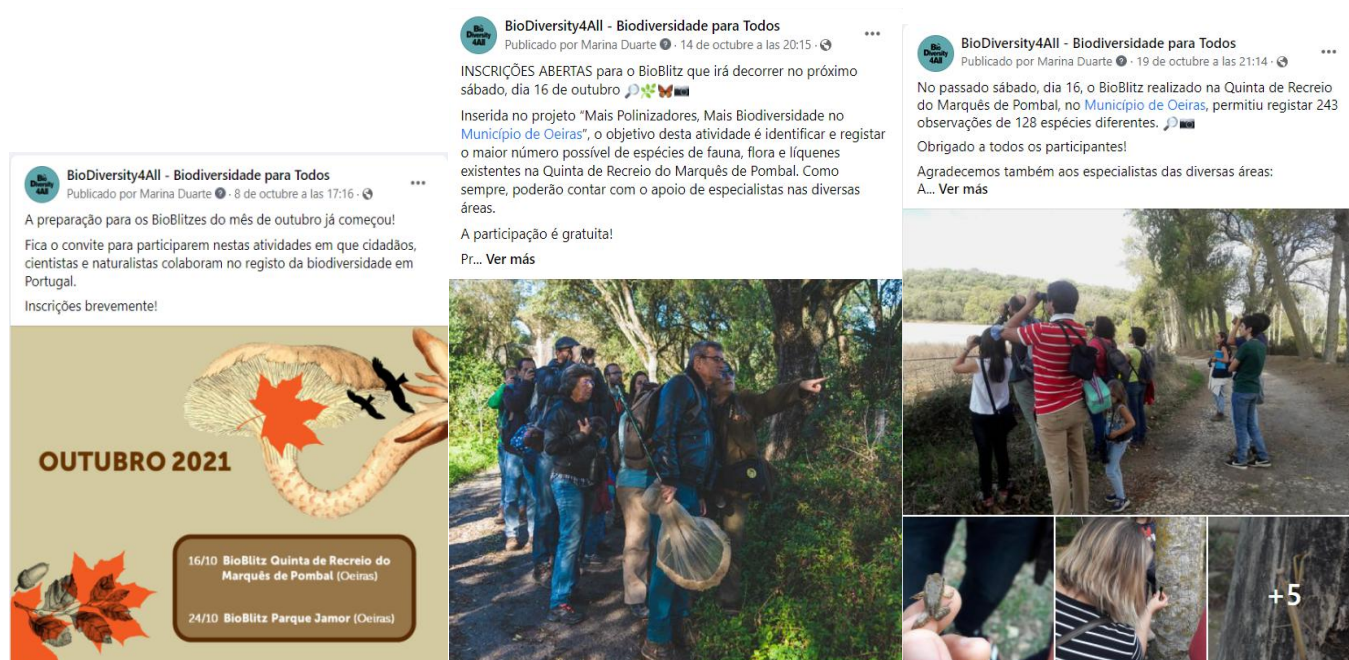 Bio
Diversity
4All
BioDiversity4All - Biodiversidade para Todos
Publicado por Marina Duarte · 8 de octubre a las 17:16 ·
A preparação para os BioBlitzes do mês de outubro já começou!
Fica o convite para participarem nestas atividades em que cidadãos,
cientistas e naturalistas colaboram no registo da biodiversidade em
Portugal.
Inscrições brevemente!
OUTUBRO 2021
16/10 BioBlitz Quinta de Recreio do
Marquês de Pombal (Oeiras)
24/10 BioBlitz Parque Jamor (Oeiras)
Bio
Diversity
4All
BioDiversity4All - Biodiversidade para Todos
Publicado por Marina Duarte · 14 de octubre a las 20:15 ·
INSCRIÇÕES ABERTAS para o BioBlitz que irá decorrer no próximo
sábado, dia 16 de outubro 🔎🌿🦋📷
Inserida no projeto “Mais Polinizadores, Mais Biodiversidade no
Município de Oeiras”, o objetivo desta atividade é identificar e registar
o maior número possível de espécies de fauna, flora e líquenes
existentes na Quinta de Recreio do Marquês de Pombal. Como
sempre, poderão contar com o apoio de especialistas nas diversas
áreas.
A participação é gratuita!
Pr... Ver más
Bio
Diversity
4All
BioDiversity4All - Biodiversidade para Todos
Publicado por Marina Duarte · 19 de octubre a las 21:14 ·
No passado sábado, dia 16, o BioBlitz realizado na Quinta de Recreio
do Marquês de Pombal, no Município de Oeiras, permitiu registar 243
observações de 128 espécies diferentes. 🔎📷
Obrigado a todos os participantes!
Agradecemos também aos especialistas das diversas áreas:
A... Ver más
+5